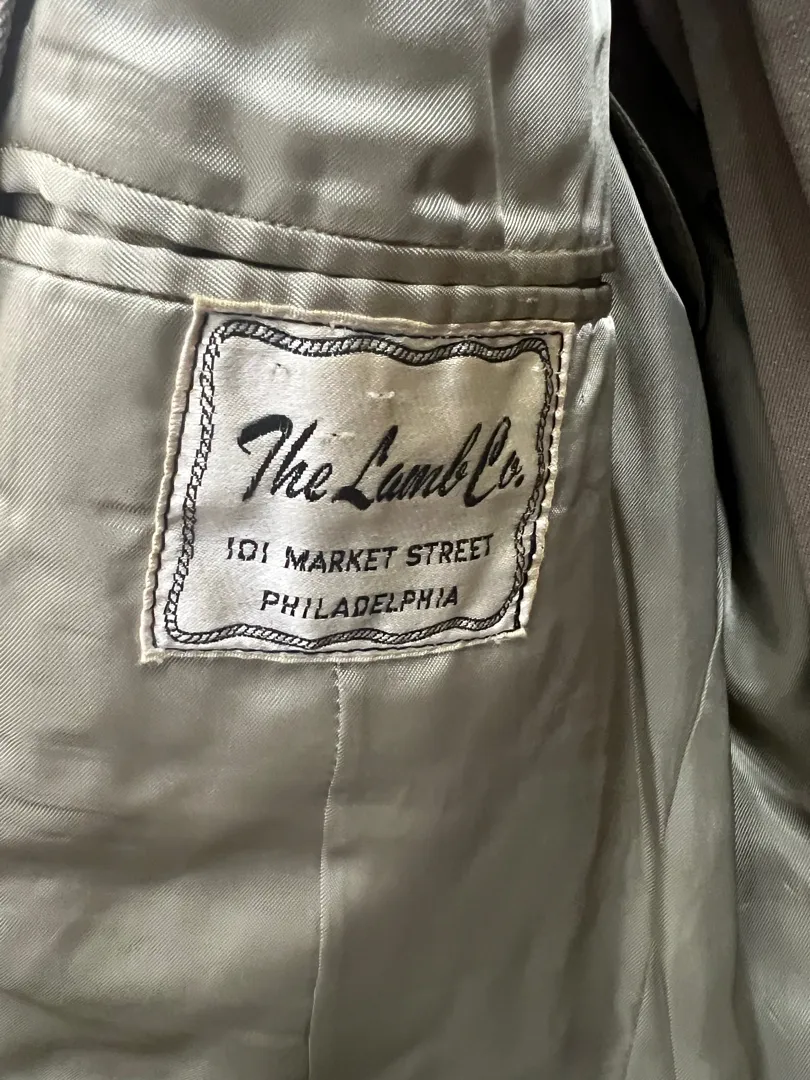 The Lamb Co.
101 MARKET STREET
PHILADELPHIA